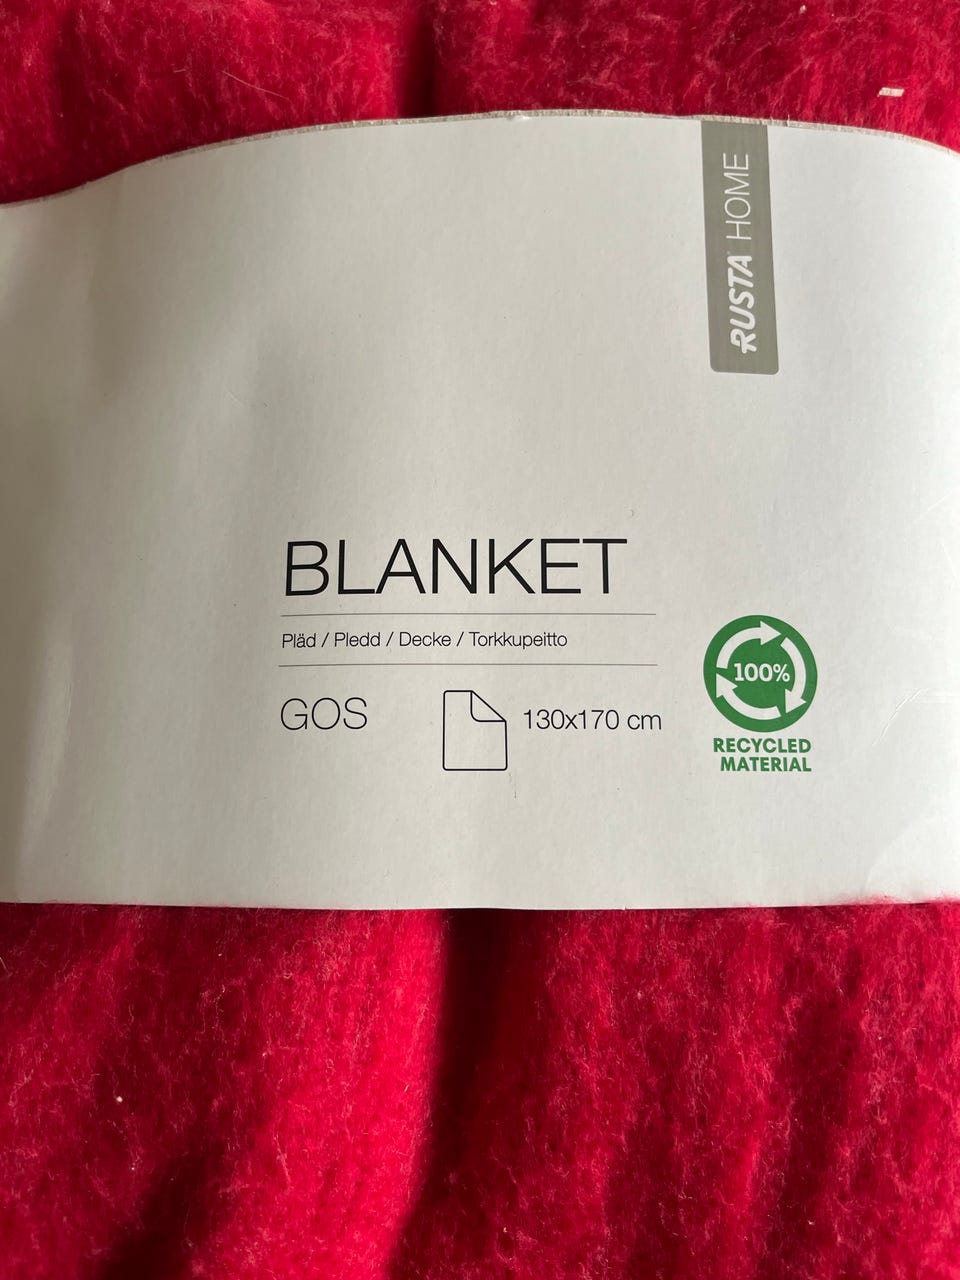 RUSTA HOME
BLANKET
Pläd / Pledd / Decke / Torkkupeitto
GOS
130x170 cm
100%
RECYCLED
MATERIAL